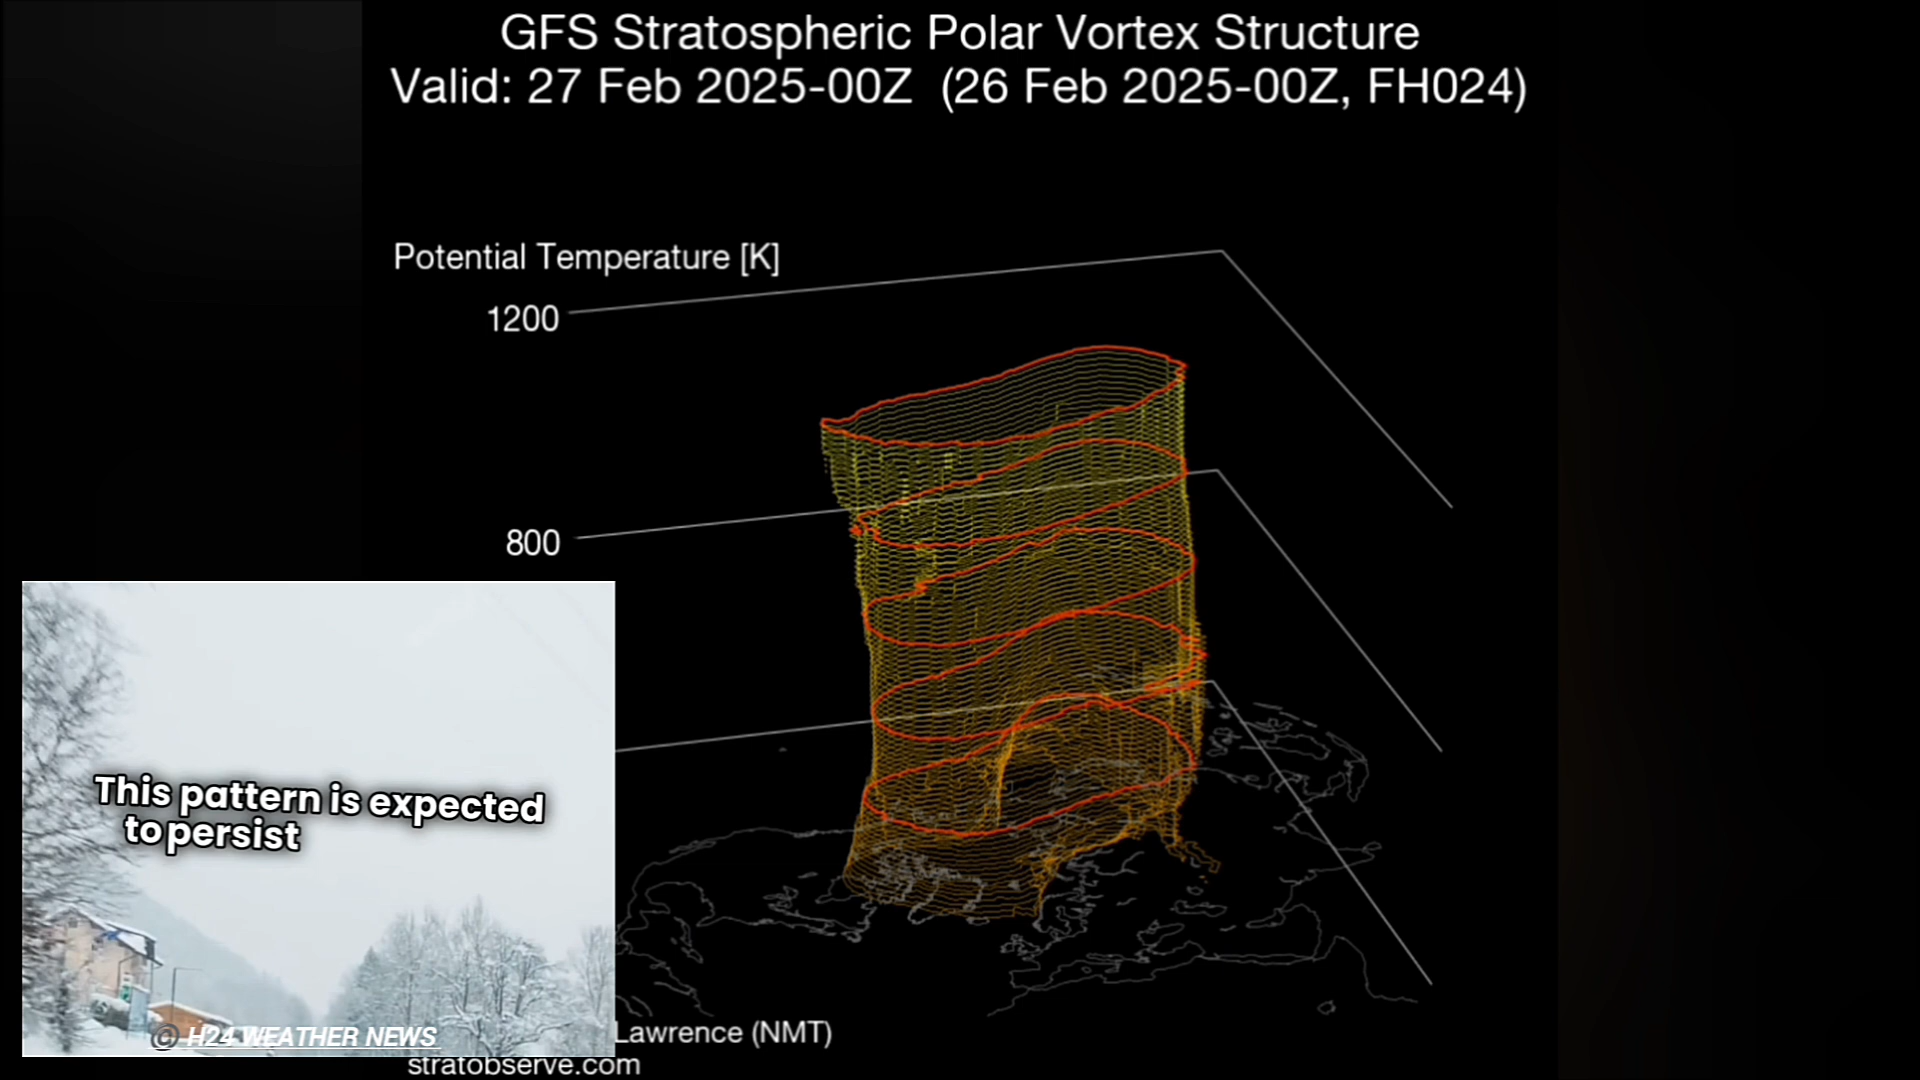 GFS Stratospheric Polar Vortex Structure
Valid: 27 Feb 2025-00Z (26 Feb 2025-00Z, FH024)
Potential Temperature [K]
1200
800
This pattern is expected
to persist
© H24 WEATHER NEWS
Lawrence (NMT)
stratobserve.com